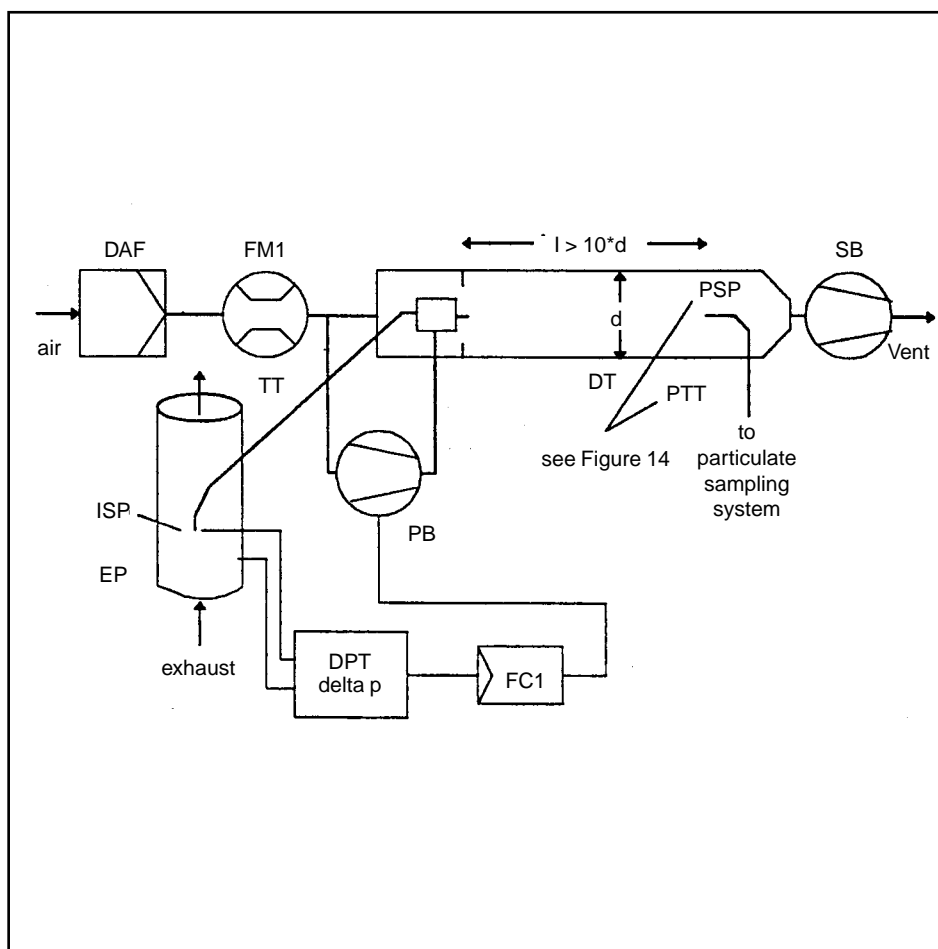 l > 10*d
DAF
FM1
SB
PSP
d
air
Vent
TT
DT
PTT
see Figure 14
to
particulate
sampling
system
ISP
PB
EP
exhaust
DPT
delta p
FC1